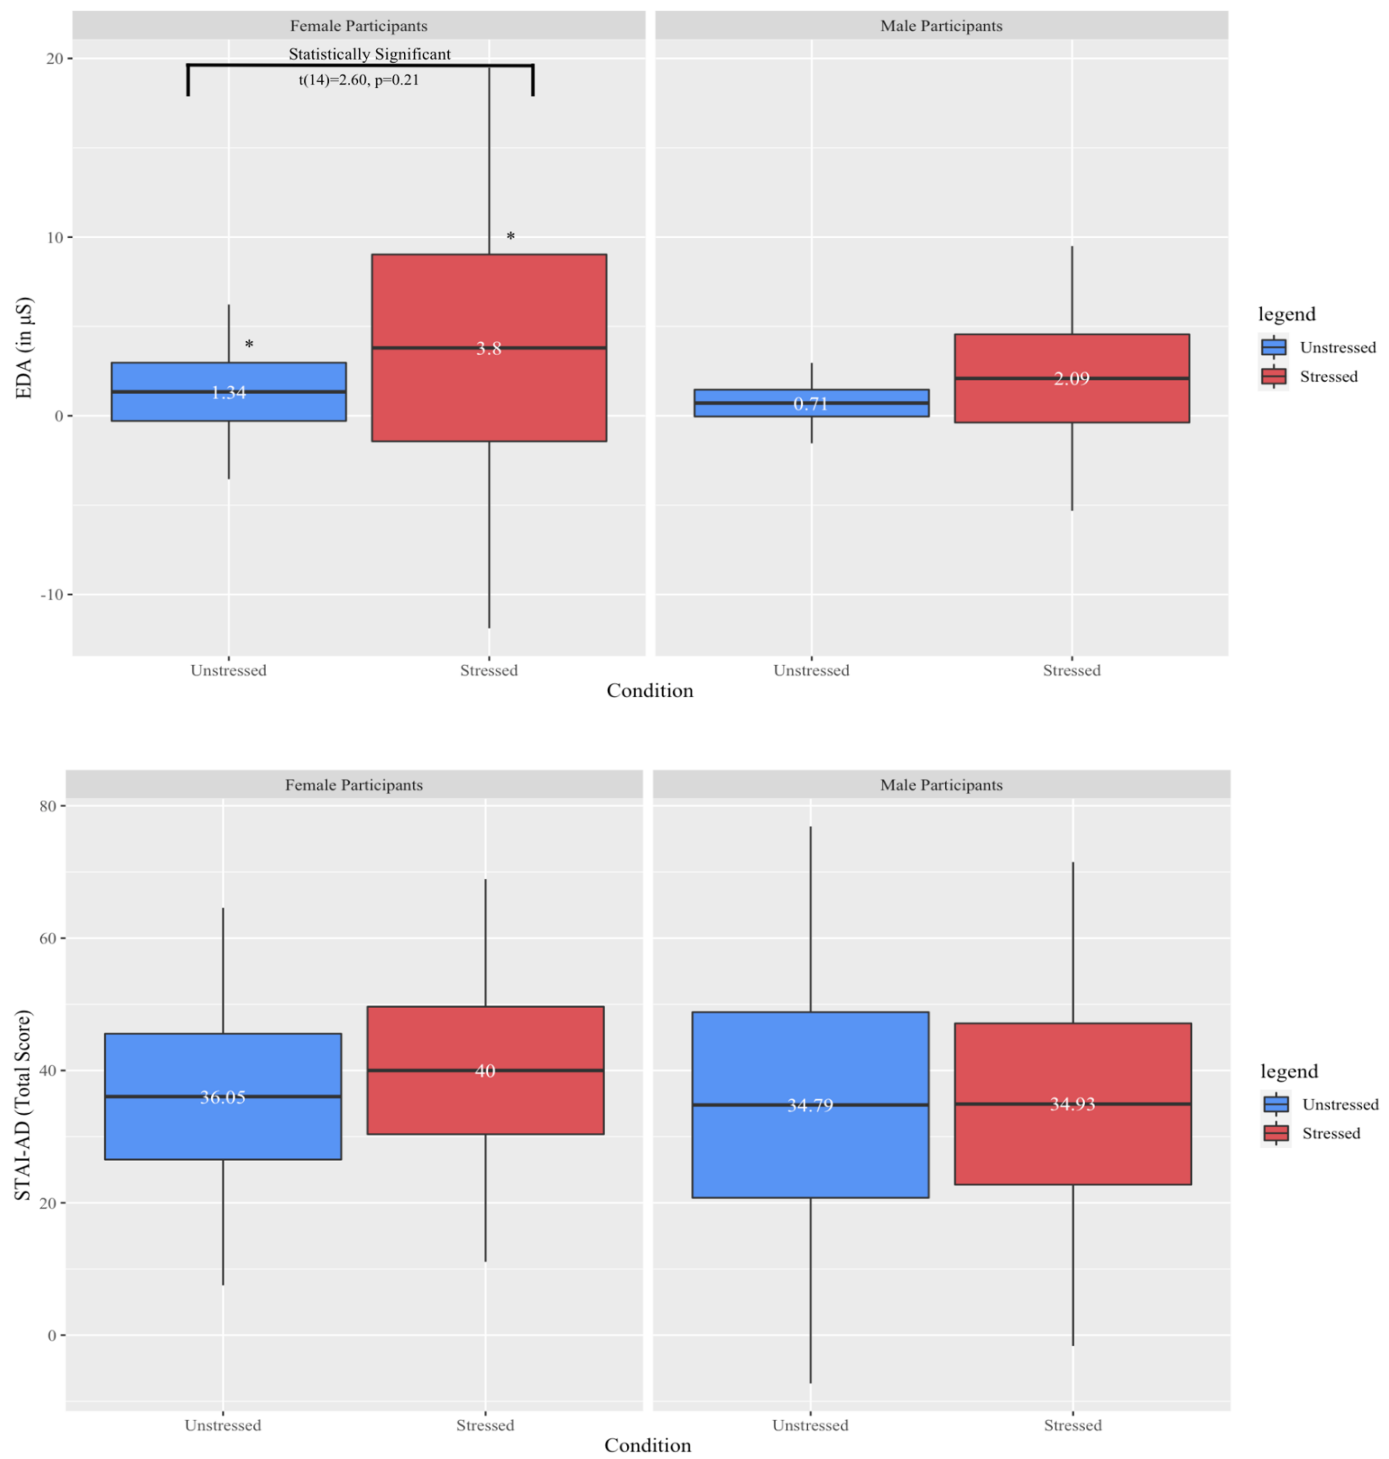 Female Participants
Male Participants
Statistically Significant
t(14)=2.60, p=0.21
20
10
0
-10
EDA (in µS)
*
*
1.34
3.8
0.71
2.09
Unstressed
Stressed
Unstressed
Stressed
Condition
legend
Unstressed
Stressed
Female Participants
Male Participants
80
60
40
20
0
STAI-AD (Total Score)
36.05
40
34.79
34.93
Unstressed
Stressed
Unstressed
Stressed
Condition
legend
Unstressed
Stressed